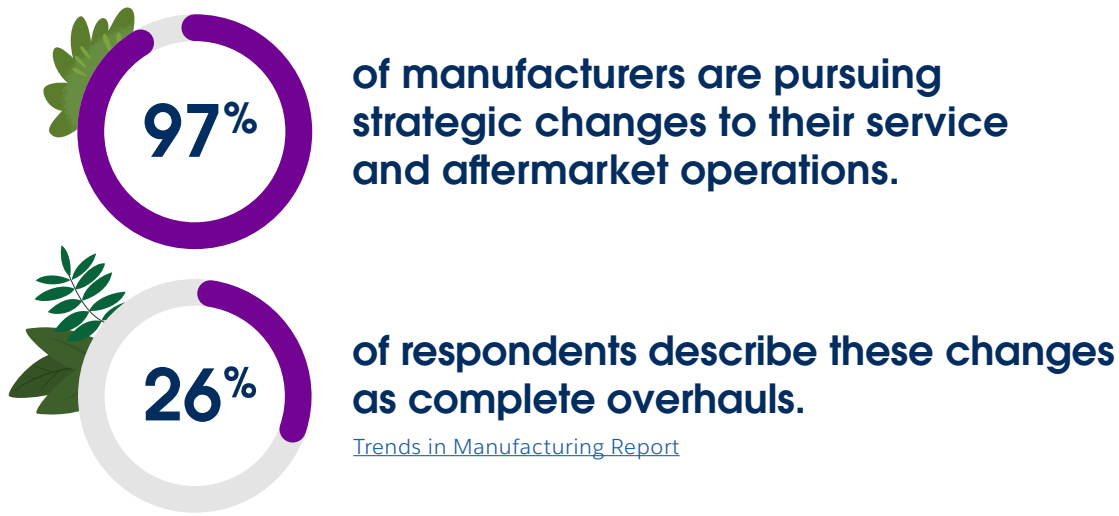 97%
of manufacturers are pursuing
strategic changes to their service
and aftermarket operations.
26%
of respondents describe these changes
as complete overhauls.
Trends in Manufacturing Report